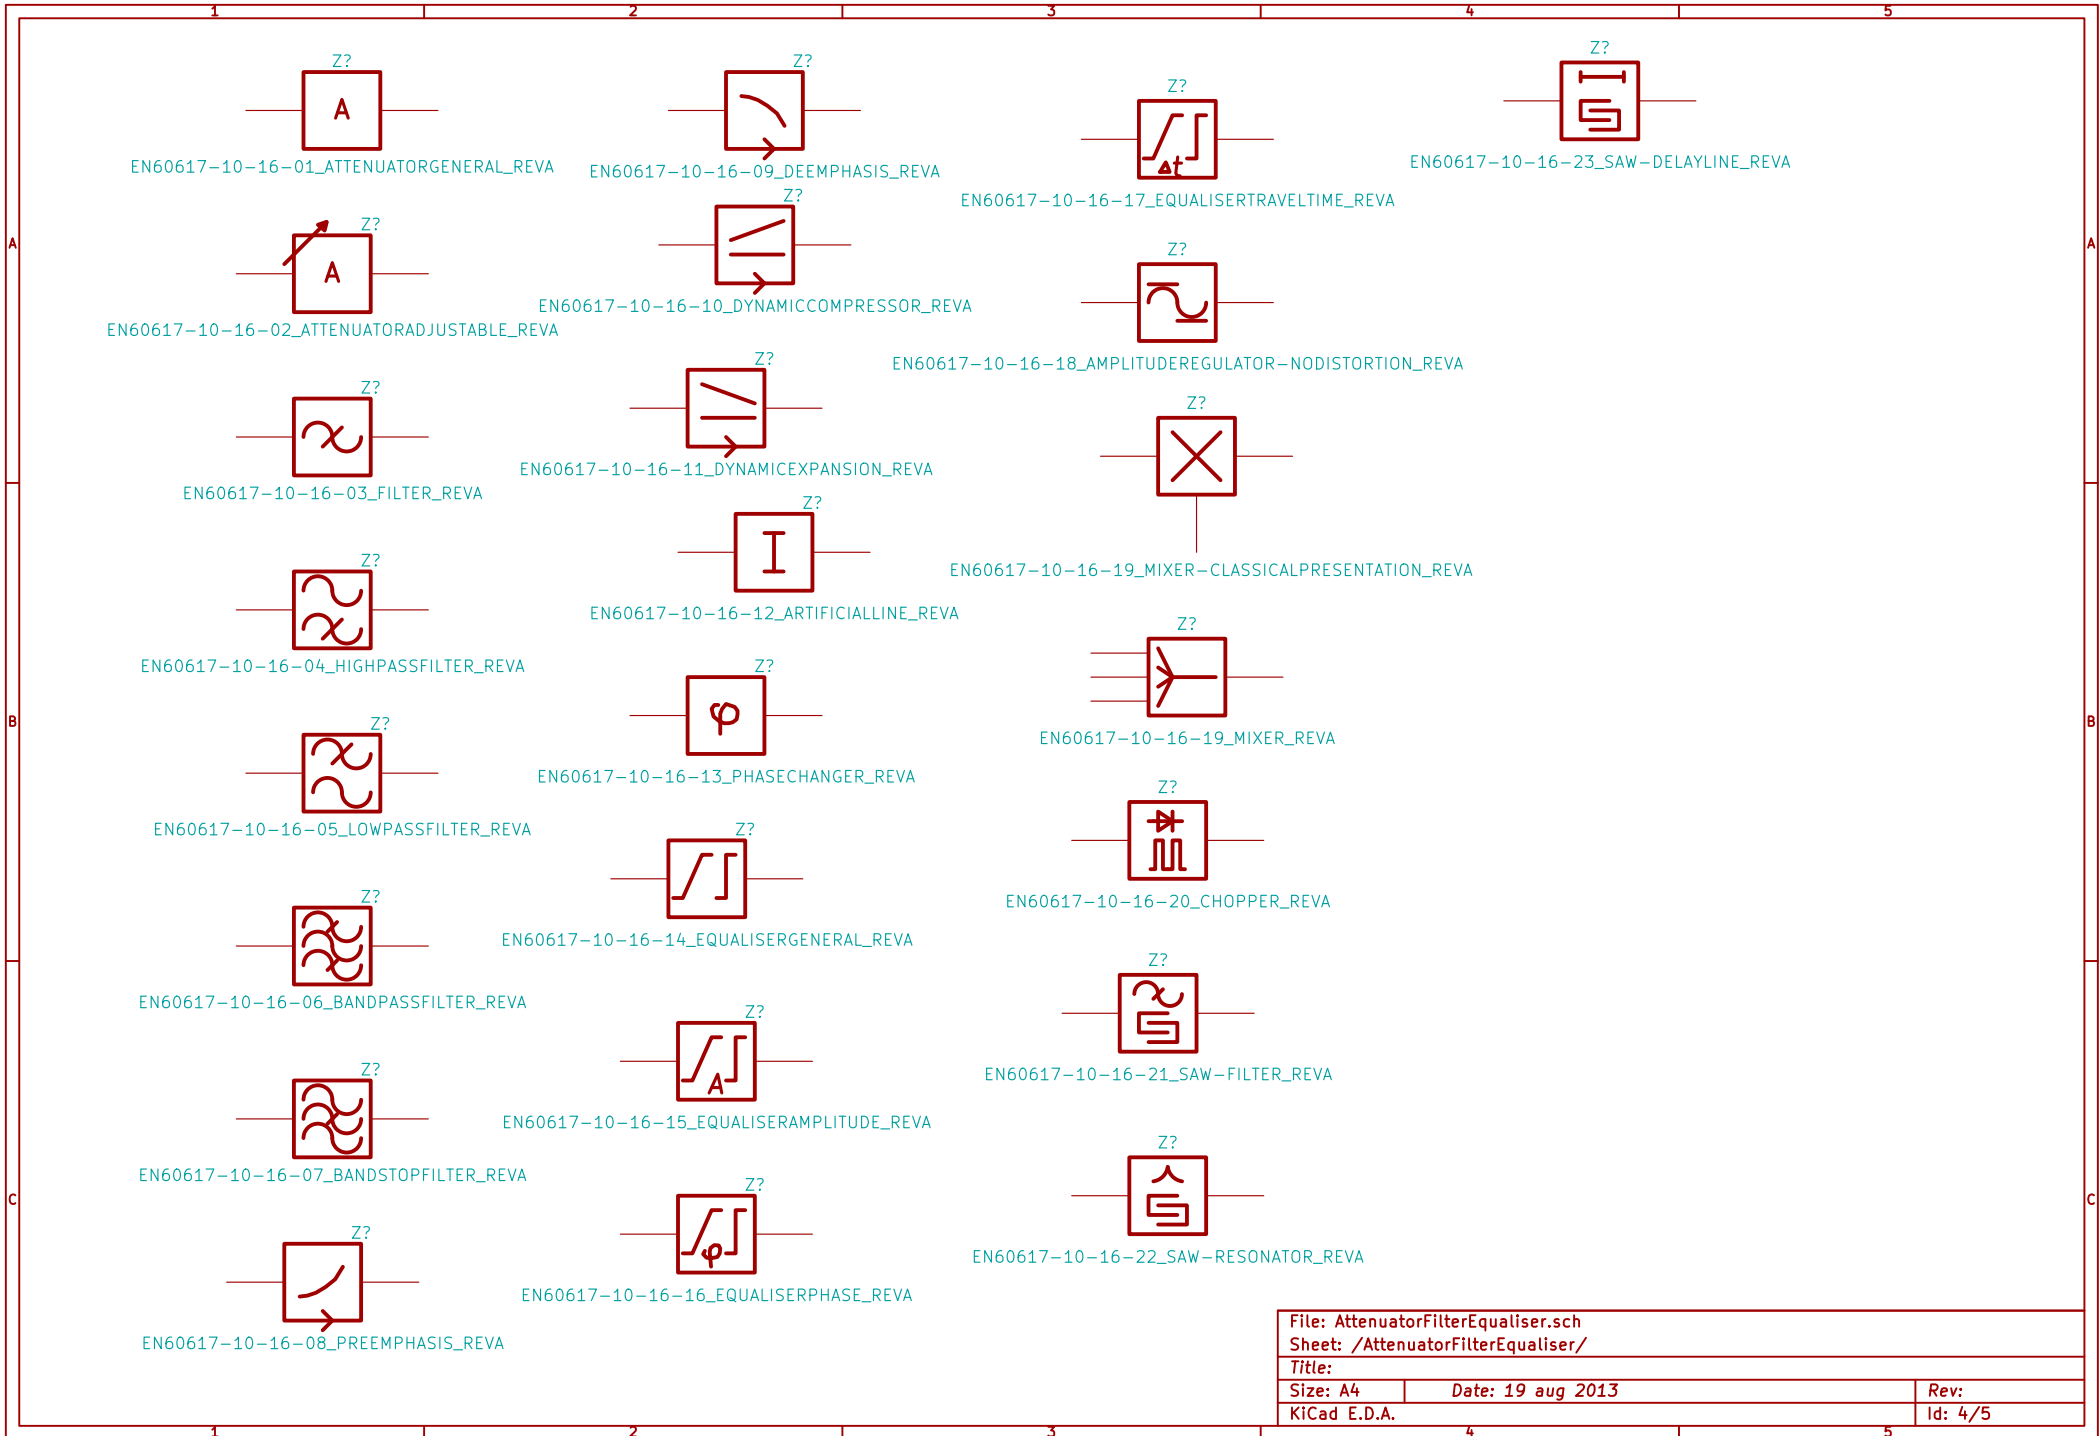 1 2 3 4 5
Z?
A
EN60617-10-16-01_ATTENUATORGENERAL_REVA
Z?
A
EN60617-10-16-02_ATTENUATORADJUSTABLE_REVA
Z?
EN60617-10-16-03_FILTER_REVA
Z?
EN60617-10-16-04_HIGHPASSFILTER_REVA
Z?
EN60617-10-16-05_LOWPASSFILTER_REVA
Z?
EN60617-10-16-06_BANDPASSFILTER_REVA
Z?
EN60617-10-16-07_BANDSTOPFILTER_REVA
Z?
EN60617-10-16-08_PREEMPHASIS_REVA
Z?
EN60617-10-16-09_DEEMPHASIS_REVA
Z?
EN60617-10-16-10_DYNAMICCOMPRESSOR_REVA
Z?
EN60617-10-16-11_DYNAMICEXPANSION_REVA
Z?
EN60617-10-16-12_ARTIFICIALLINE_REVA
Z?
φ
EN60617-10-16-13_PHASECHANGER_REVA
Z?
EN60617-10-16-14_EQUALISERGENERAL_REVA
Z?
A
EN60617-10-16-15_EQUALISERAMPLITUDE_REVA
Z?
φ
EN60617-10-16-16_EQUALISERPHASE_REVA
Z?
Δt
EN60617-10-16-17_EQUALISERTRAVELTIME_REVA
Z?
EN60617-10-16-18_AMPLITUDEREGULATOR-NODISTORTION_REVA
Z?
EN60617-10-16-19_MIXER-CLASSICALPRESENTATION_REVA
Z?
EN60617-10-16-19_MIXER_REVA
Z?
EN60617-10-16-20_CHOPPER_REVA
Z?
EN60617-10-16-21_SAW-FILTER_REVA
Z?
EN60617-10-16-22_SAW-RESONATOR_REVA
Z?
EN60617-10-16-23_SAW-DELAYLINE_REVA
A A
B B
C C
File: AttenuatorFilterEqualiser.sch
Sheet: /AttenuatorFilterEqualiser/
Title:
Size: A4 Date: 19 aug 2013 Rev:
KiCad E.D.A. Id: 4/5
1 2 3 4 5